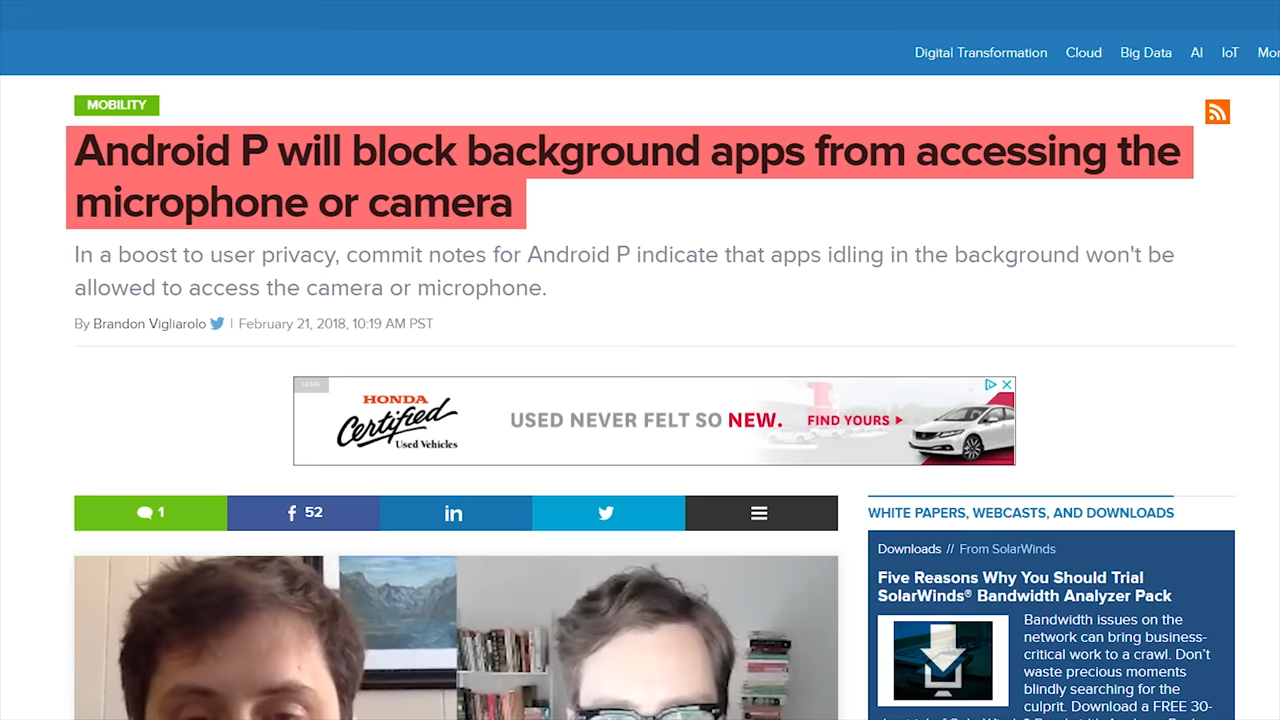 Digital Transformation Cloud Big Data AI IoT Mor
MOBILITY
Android P will block background apps from accessing the
microphone or camera
In a boost to user privacy, commit notes for Android P indicate that apps idling in the background won't be
allowed to access the camera or microphone.
By Brandon Vigliarolo | February 21, 2018, 10:19 AM PST
LEGAL
HONDA
Certified
Used Vehicles
USED NEVER FELT SO NEW.
FIND YOURS
1
f 52
in
WHITE PAPERS, WEBCASTS, AND DOWNLOADS
Downloads // From SolarWinds
Five Reasons Why You Should Trial
SolarWinds® Bandwidth Analyzer Pack
Bandwidth issues on the
network can bring business-
critical work to a crawl. Don't
waste precious moments
blindly searching for the
culprit. Download a FREE 30-